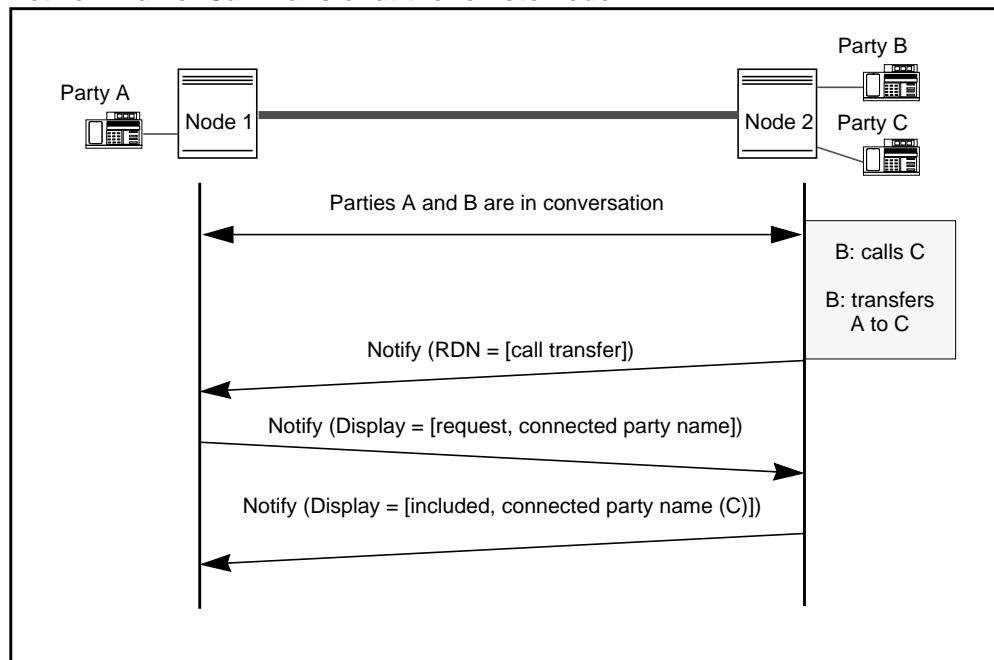 Party B
Party A
Node 1
Node 2
Party C
Parties A and B are in conversation
B: calls C
B: transfers
A to C
Notify (RDN = [call transfer])
Notify (Display = [request, connected party name])
Notify (Display = [included, connected party name (C)])